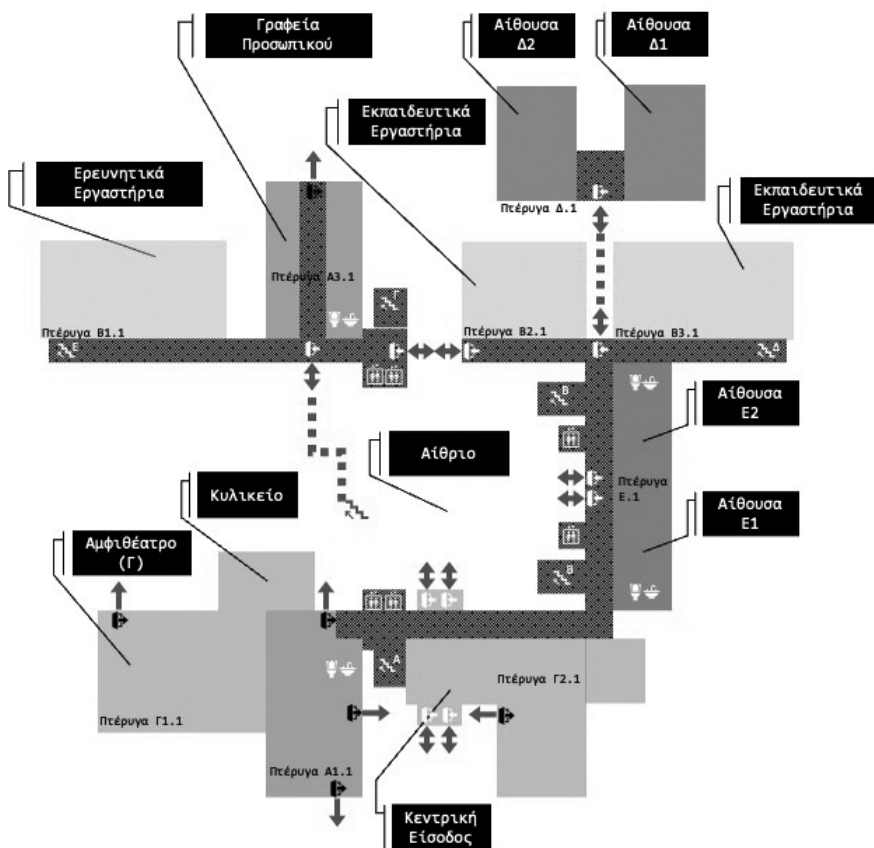 Γραφεία
Προσωπικού
Αίθουσα
Δ2
Αίθουσα
Δ1
Εκπαιδευτικά
Εργαστήρια
Ερευνητικά
Εργαστήρια
Εκπαιδευτικά
Εργαστήρια
Πτέρυγα Δ.1
Πτέρυγα Α3.1
Γ
Πτέρυγα Β1.1
Πτέρυγα Β2.1
Πτέρυγα Β3.1
Ε
Δ
Β
Αίθουσα
Ε2
Αίθριο
Πτέρυγα
Ε.1
Κυλικείο
Αίθουσα
Ε1
Αμφιθέατρο
(Γ)
Β
Α
Πτέρυγα Γ2.1
Πτέρυγα Γ1.1
Πτέρυγα Α1.1
Κεντρική
Είσοδος